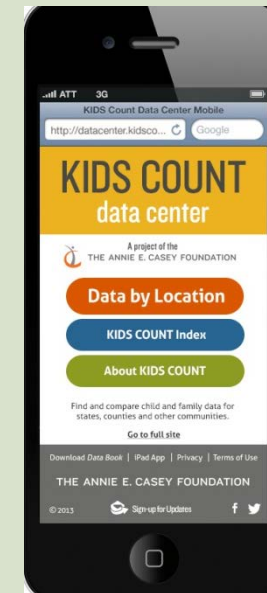 ATT 3G
KIDS Count Data Center Mobile
http://datacenter.kidsco... Google
KIDS COUNT
data center
A project of the
THE ANNIE E. CASEY FOUNDATION
Data by Location
KIDS COUNT Index
About KIDS COUNT
Find and compare child and family data for
states, counties and other communities.
Go to full site
Download Data Book | iPad App | Privacy | Terms of Use
THE ANNIE E. CASEY FOUNDATION
© 2013 Sign-up for Updates f